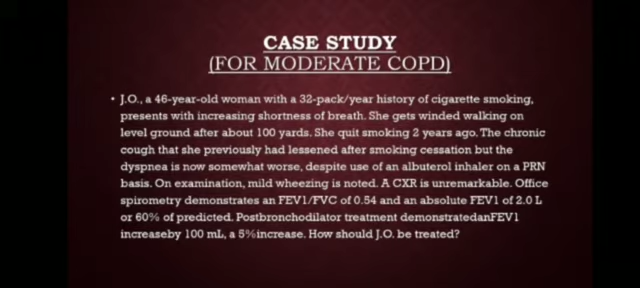 CASE STUDY
(FOR MODERATE COPD)
• J.O., a 46-year-old woman with a 32-pack/year history of cigarette smoking,
presents with increasing shortness of breath. She gets winded walking on
level ground after about 100 yards. She quit smoking 2 years ago. The chronic
cough that she previously had lessened after smoking cessation but the
dyspnea is now somewhat worse, despite use of an albuterol inhaler on a PRN
basis. On examination, mild wheezing is noted. A CXR is unremarkable. Office
spirometry demonstrates an FEV1/FVC of 0.54 and an absolute FEV1 of 2.0 L
or 60% of predicted. Postbronchodilator treatment demonstratedanFEV1
increaseby 100 mL, a 5%increase. How should J.O. be treated?